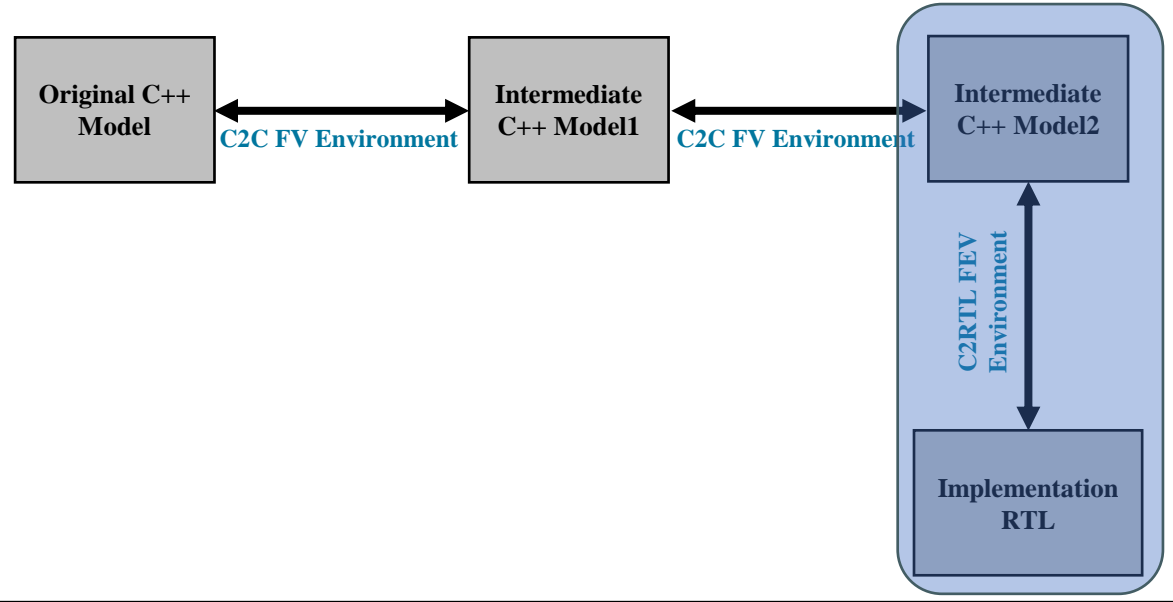 Original C++
Model
C2C FV Environment
Intermediate
C++ Model1
C2C FV Environment
Intermediate
C++ Model2
C2RTL FEV
Environment
Implementation
RTL